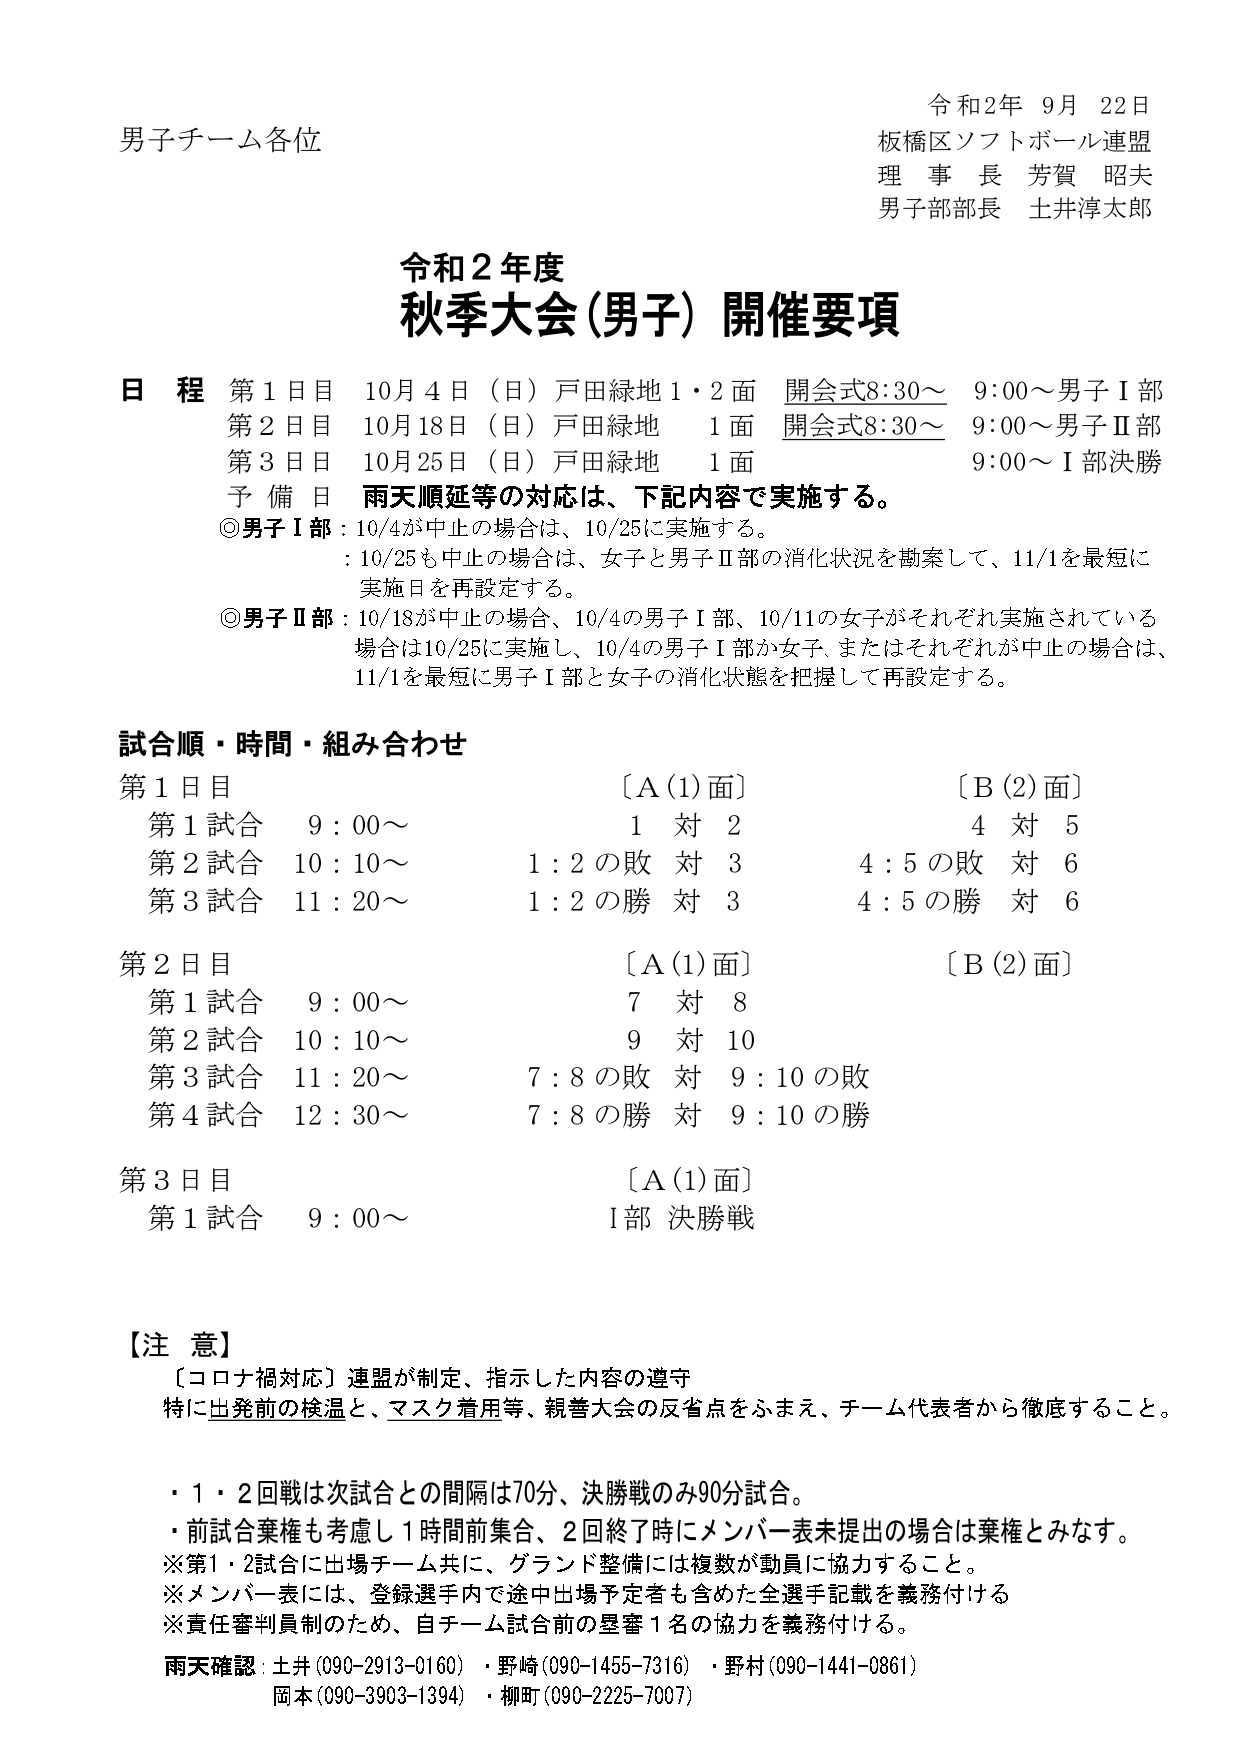 令和2年 9月 22日
男子チーム各位
板橋区ソフトボール連盟
理 事 長 芳賀 昭夫
男子部部長 土井淳太郎
令和２年度
秋季大会(男子) 開催要項
日 程 第１日目 10月４日（日）戸田緑地１・２面 開会式8:30～ 9:00～男子Ⅰ部
第２日目 10月18日（日）戸田緑地 １面 開会式8:30～ 9:00～男子Ⅱ部
第３日目 10月25日（日）戸田緑地 １面 9:00～Ⅰ部決勝
予 備 日 雨天順延等の対応は、下記内容で実施する。
◎男子Ⅰ部：10/4が中止の場合は、10/25に実施する。
：10/25も中止の場合は、女子と男子Ⅱ部の消化状況を勘案して、11/1を最短に
実施日を再設定する。
◎男子Ⅱ部：10/18が中止の場合、10/4の男子Ⅰ部、10/11の女子がそれぞれ実施されている
場合は10/25に実施し、10/4の男子Ⅰ部か女子、またはそれぞれが中止の場合は、
11/1を最短に男子Ⅰ部と女子の消化状態を把握して再設定する。
試合順・時間・組み合わせ
第１日目 〔Ａ(1)面〕 〔Ｂ(2)面〕
第１試合 9：00～ 1 対 2 4 対 5
第２試合 10：10～ 1：2 の敗 対 3 4：5 の敗 対 6
第３試合 11：20～ 1：2 の勝 対 3 4：5 の勝 対 6
第２日目 〔Ａ(1)面〕 〔Ｂ(2)面〕
第１試合 9：00～ 7 対 8
第２試合 10：10～ 9 対 10
第３試合 11：20～ 7：8 の敗 対 9：10 の敗
第４試合 12：30～ 7：8 の勝 対 9：10 の勝
第３日目 〔Ａ(1)面〕
第１試合 9：00～ Ⅰ部 決勝戦
【注 意】
〔コロナ禍対応〕連盟が制定、指示した内容の遵守
特に出発前の検温と、マスク着用等、親善大会の反省点をふまえ、チーム代表者から徹底すること。
・１・２回戦は次試合との間隔は70分、決勝戦のみ90分試合。
・前試合棄権も考慮し１時間前集合、２回終了時にメンバー表未提出の場合は棄権とみなす。
※第1・2試合に出場チーム共に、グランド整備には複数が動員に協力すること。
※メンバー表には、登録選手内で途中出場予定者も含めた全選手記載を義務付ける
※責任審判員制のため、自チーム試合前の塁審１名の協力を義務付ける。
雨天確認：土井(090-2913-0160) ・野崎(090-1455-7316) ・野村(090-1441-0861)
岡本(090-3903-1394) ・柳町(090-2225-7007)